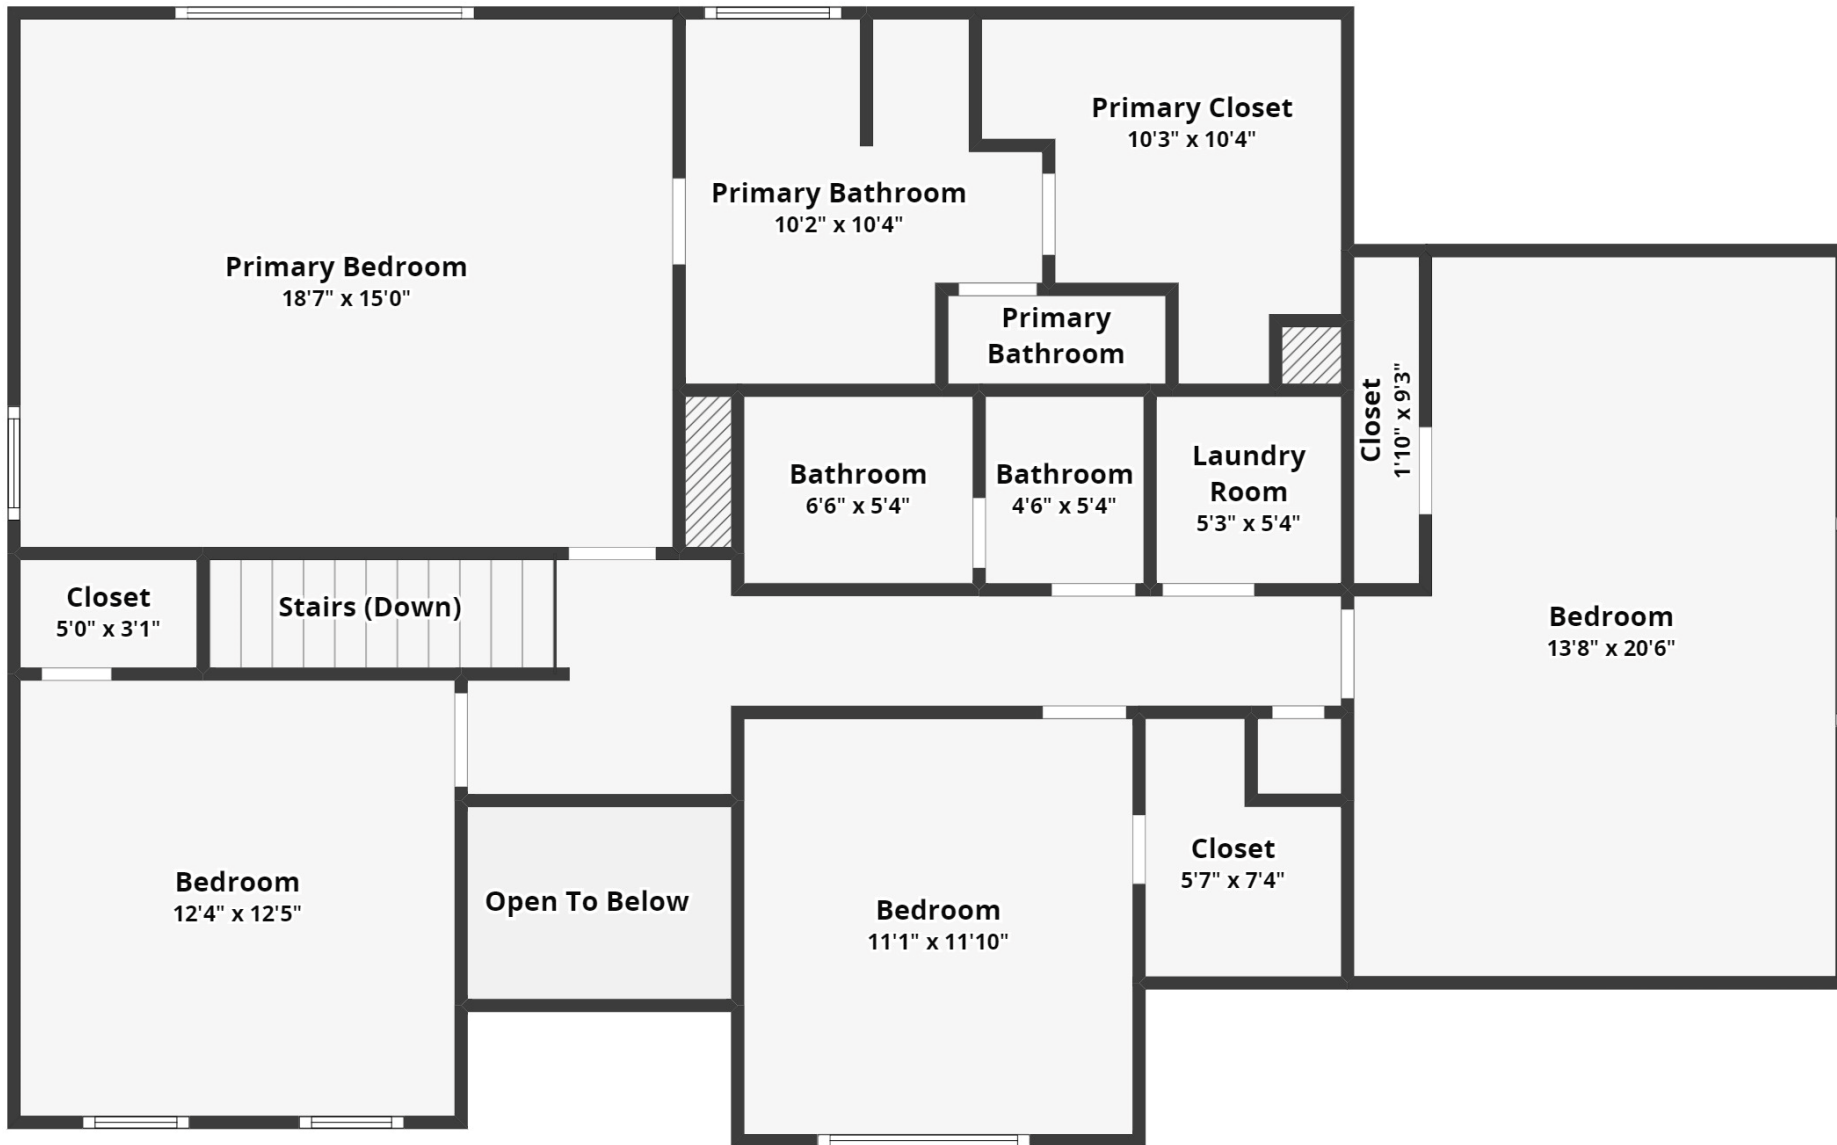 Primary Closet
10'3" x 10'4"
Primary Bathroom
10'2" x 10'4"
Primary Bedroom
18'7" x 15'0"
Primary
Bathroom
Closet
1'10" x 9'3"
Bathroom
6'6" x 5'4"
Bathroom
4'6" x 5'4"
Laundry
Room
5'3" x 5'4"
Closet
5'0" x 3'1"
Stairs (Down)
Bedroom
13'8" x 20'6"
Bedroom
12'4" x 12'5"
Open To Below
Bedroom
11'1" x 11'10"
Closet
5'7" x 7'4"